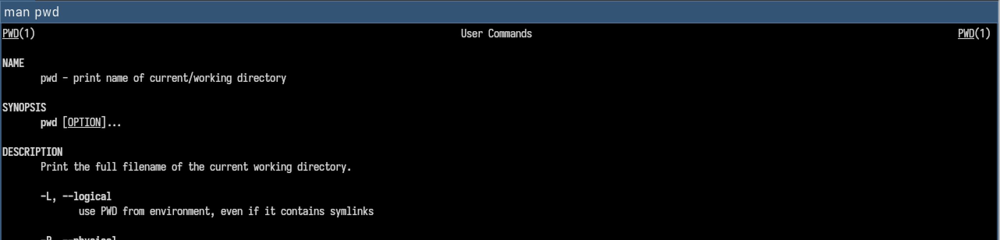 man pwd
PWD(1) User Commands PWD(1)
NAME
pwd - print name of current/working directory
SYNOPSIS
pwd [OPTION]...
DESCRIPTION
Print the full filename of the current working directory.
-L, --logical
use PWD from environment, even if it contains symlinks
-P, --physical